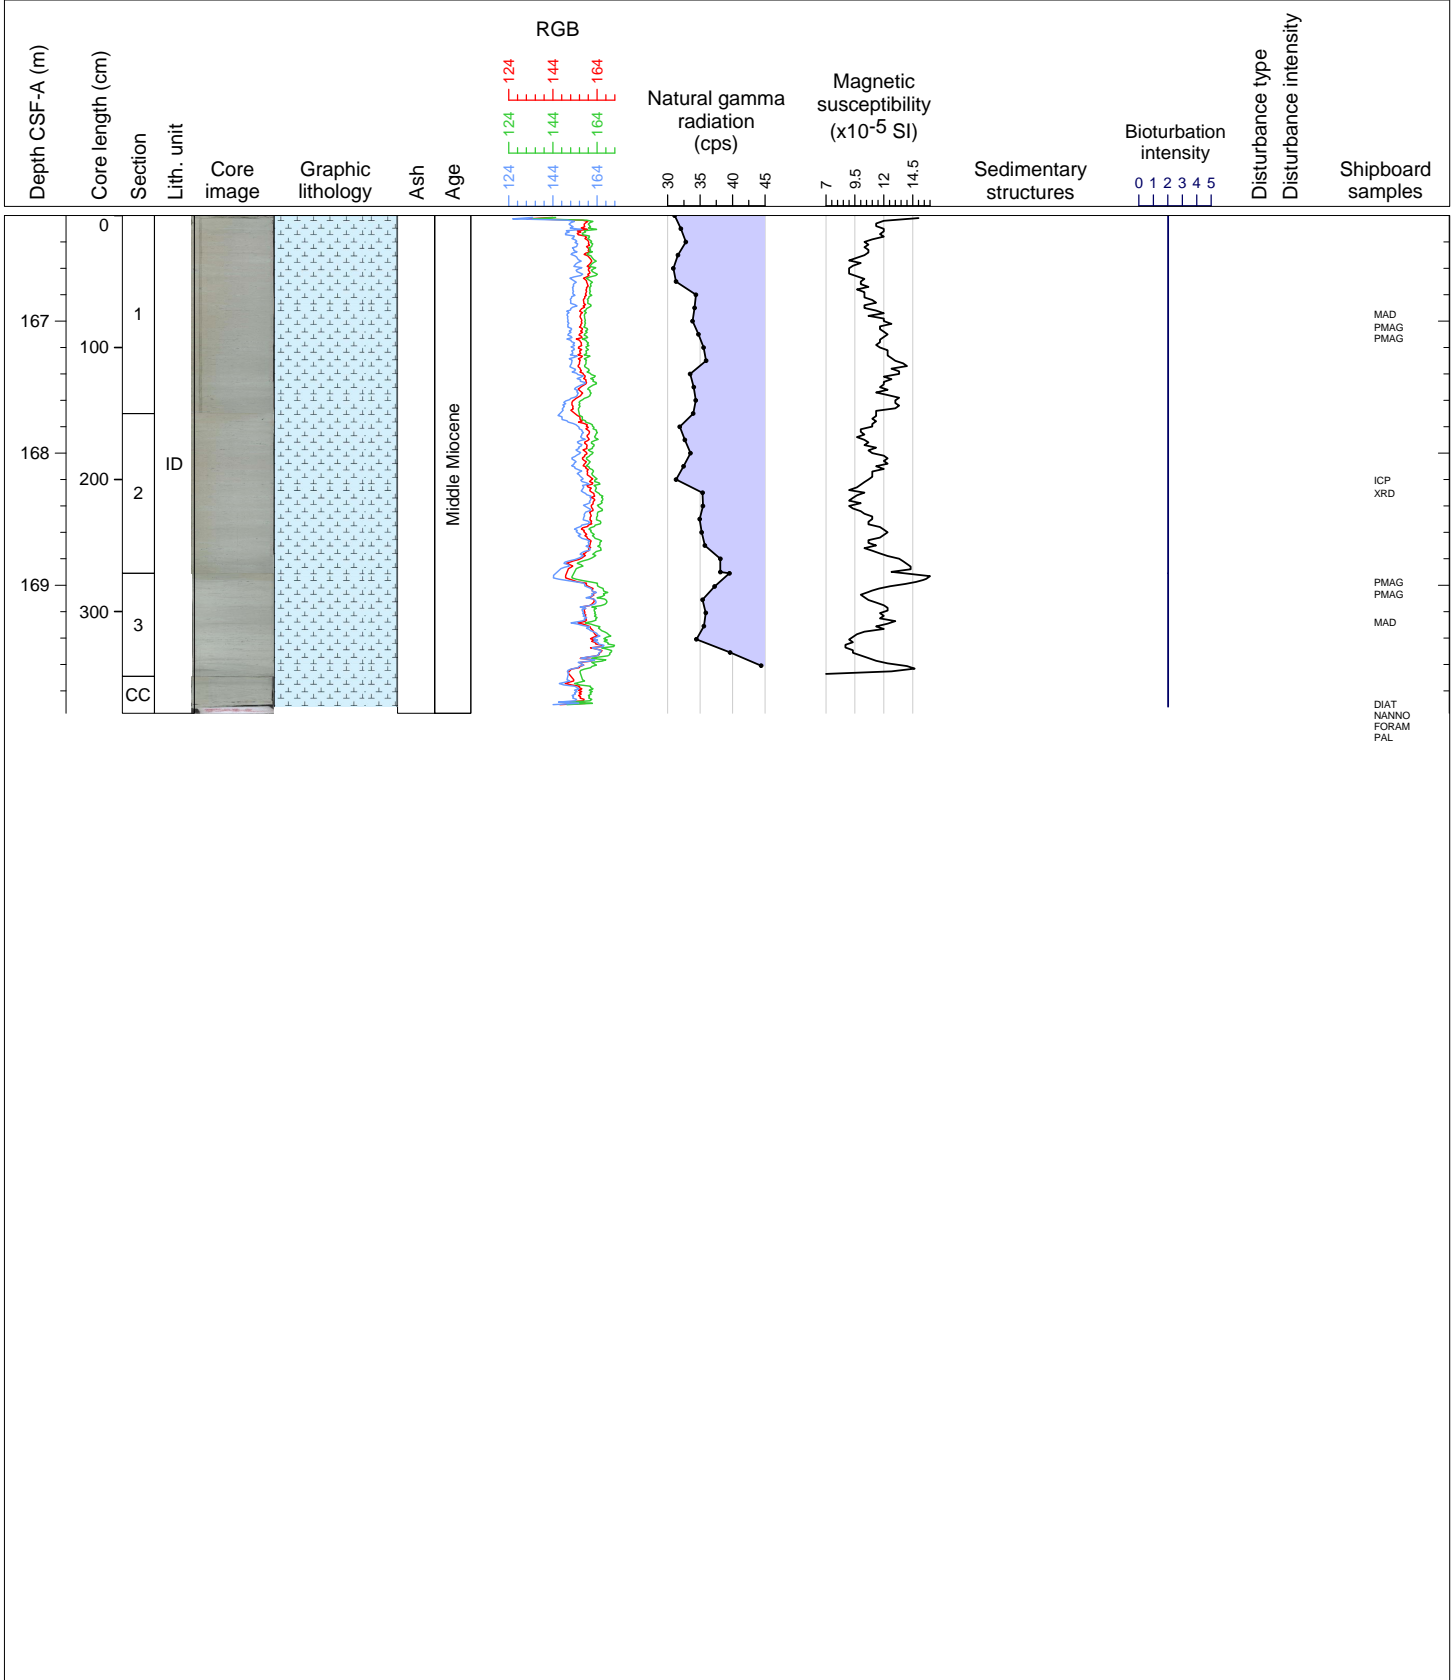 Depth CSF-A (m)
Core length (cm)
Section
Lith. unit
Core
image
Graphic
lithology
Ash
Age
RGB
124 144 164
124 144 164
124 144 164
Natural gamma
radiation
(cps)
30 35 40 45
Magnetic
susceptibility
(x10-5 SI)
7 9.5 12 14.5
Sedimentary
structures
Bioturbation
intensity
0 1 2 3 4 5
Disturbance type
Disturbance intensity
Shipboard
samples
0
1
MAD
167
PMAG
PMAG
100
Middle Miocene
168
ID
200
2
ICP
XRD
169
PMAG
PMAG
300
3
MAD
CC
DIAT
NANNO
FORAM
PAL